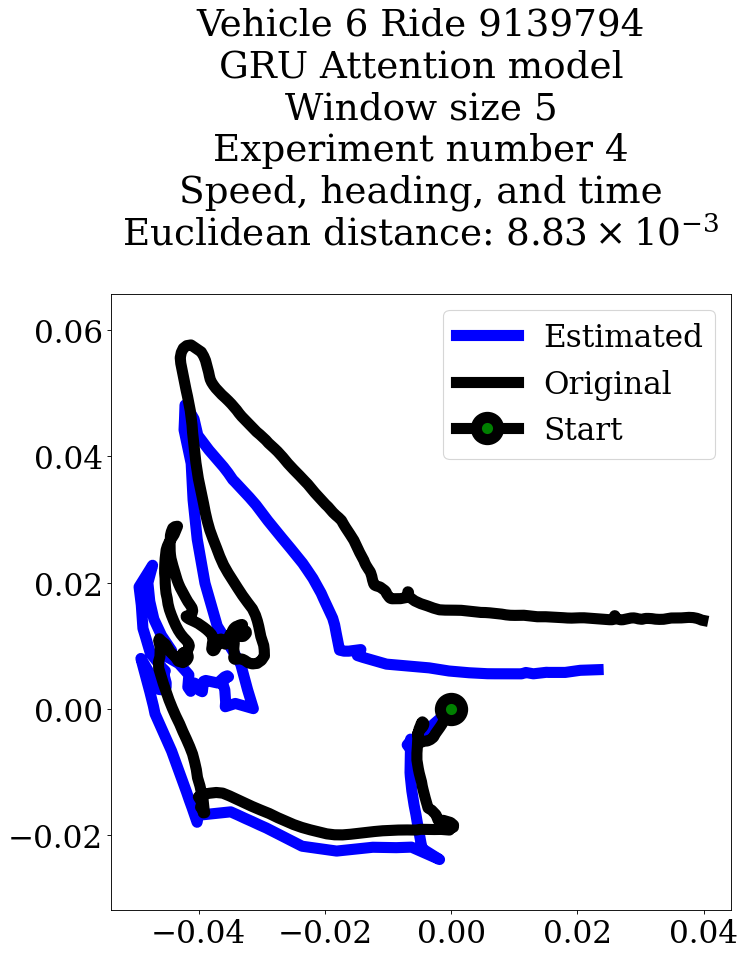 Vehicle 6 Ride 9139794
GRU Attention model
Window size 5
Experiment number 4
Speed, heading, and time
Euclidean distance: 8.83 × 10⁻³
Estimated
Original
Start
0.06
0.04
0.02
0.00
−0.02
−0.04 −0.02 0.00 0.02 0.04